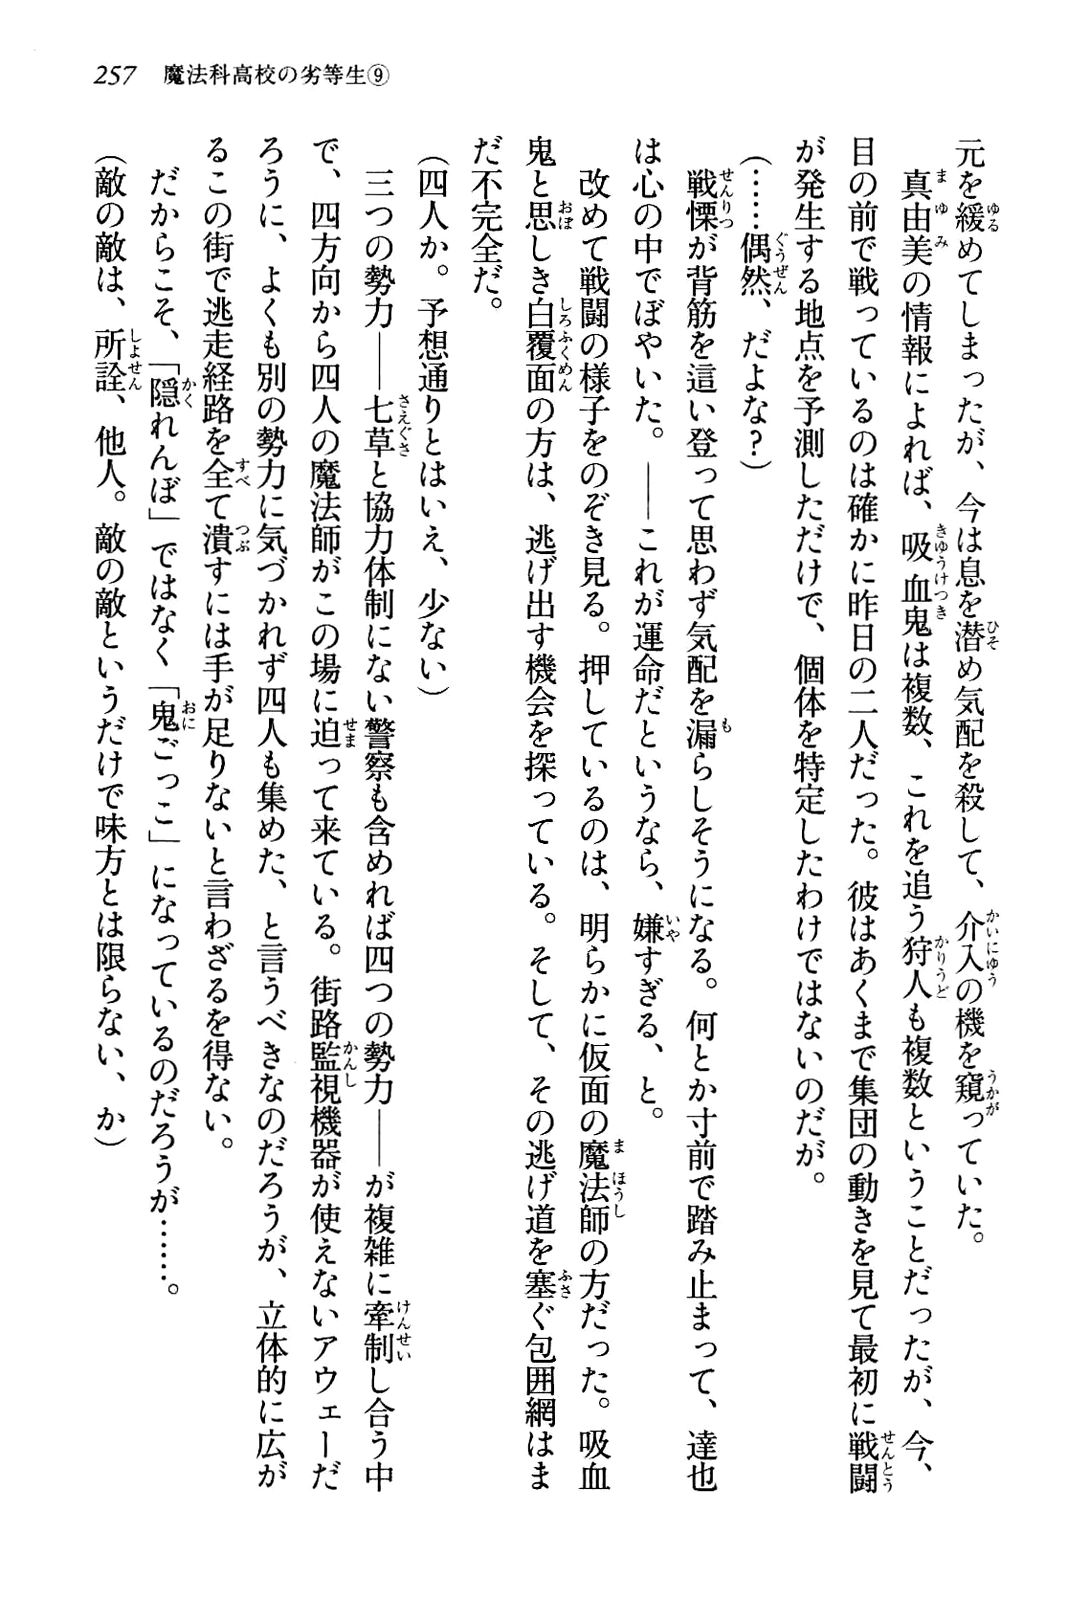 257　魔法科高校の劣等生⑨
元を緩めてしまったが、今は息を潜め気配を殺して、介入の機を窺っていた。
　真由美の情報によれば、吸血鬼は複数、これを追う狩人も複数ということだったが、今、
目の前で戦っているのは確かに昨日の二人だった。彼はあくまで集団の動きを見て最初に戦闘
が発生する地点を予測しただけで、個体を特定したわけではないのだが。
（……偶然、だよな？）
　戦慄が背筋を這い登って思わず気配を漏らしそうになる。何とか寸前で踏み止まって、達也
は心の中でぼやいた。――これが運命だというなら、嫌すぎる、と。
　改めて戦闘の様子をのぞき見る。押しているのは、明らかに仮面の魔法師の方だった。吸血
鬼と思しき白覆面の方は、逃げ出す機会を探っている。そして、その逃げ道を塞ぐ包囲網はま
だ不完全だ。
（四人か。予想通りとはいえ、少ない）
　三つの勢力――七草と協力体制にない警察も含めれば四つの勢力――が複雑に牽制し合う中
で、四方向から四人の魔法師がこの場に迫って来ている。街路監視機器が使えないアウェーだ
ろうに、よくも別の勢力に気づかれず四人も集めた、と言うべきなのだろうが、立体的に広が
るこの街で逃走経路を全て潰すには手が足りないと言わざるを得ない。
　だからこそ、「隠れんぼ」ではなく「鬼ごっこ」になっているのだろうが……。
（敵の敵は、所詮、他人。敵の敵というだけで味方とは限らない、か）